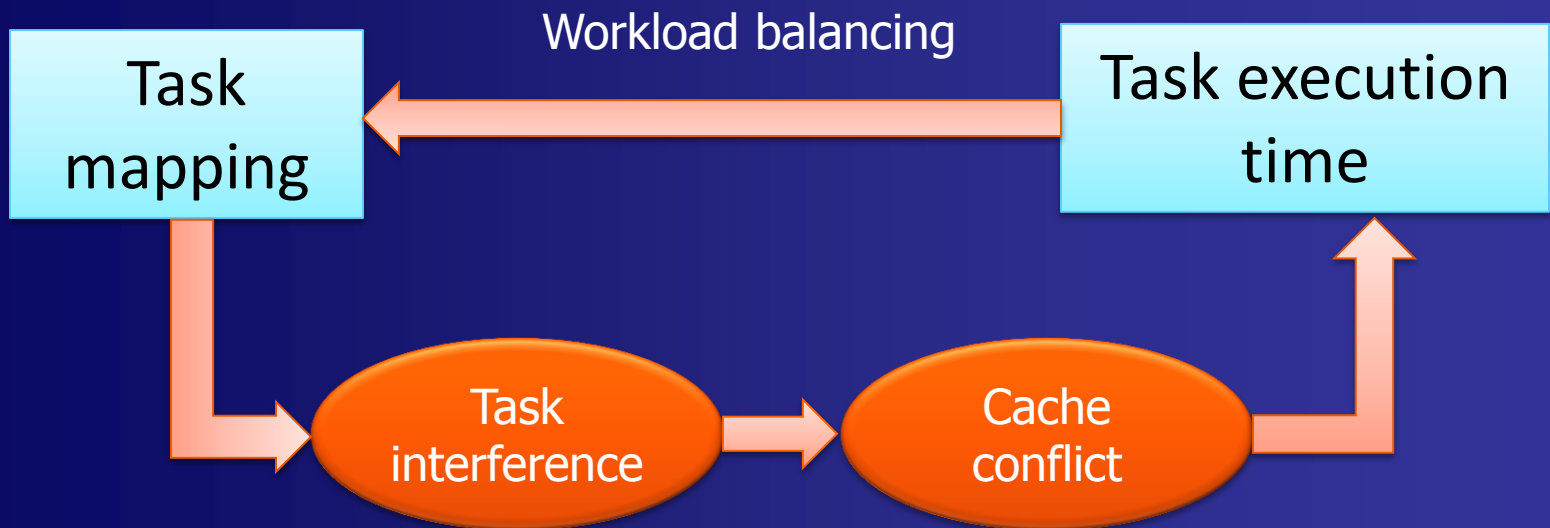 Workload balancing
Task
mapping
Task execution
time
Task
interference
Cache
conflict